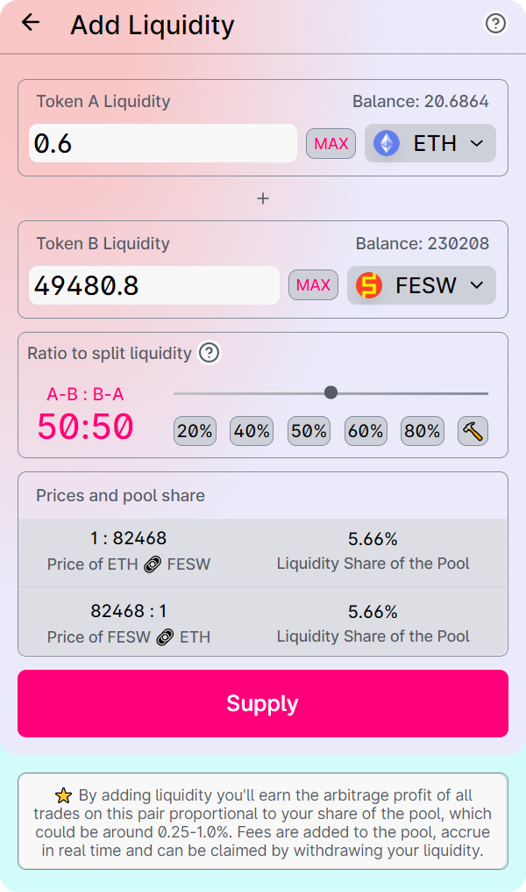 Add Liquidity
?
Token A Liquidity
Balance: 20.6864
0.6
MAX
ETH
+
Token B Liquidity
Balance: 230208
49480.8
MAX
FESW
Ratio to split liquidity ?
A-B : B-A
50:50
20%
40%
50%
60%
80%
Prices and pool share
1 : 82468
5.66%
Price of ETH FESW
Liquidity Share of the Pool
82468 : 1
5.66%
Price of FESW ETH
Liquidity Share of the Pool
Supply
By adding liquidity you'll earn the arbitrage profit of all
trades on this pair proportional to your share of the pool, which
could be around 0.25-1.0%. Fees are added to the pool, accrue
in real time and can be claimed by withdrawing your liquidity.